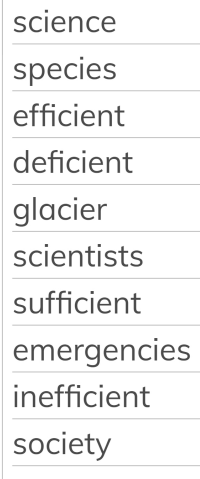 science
species
efficient
deficient
glacier
scientists
sufficient
emergencies
inefficient
society